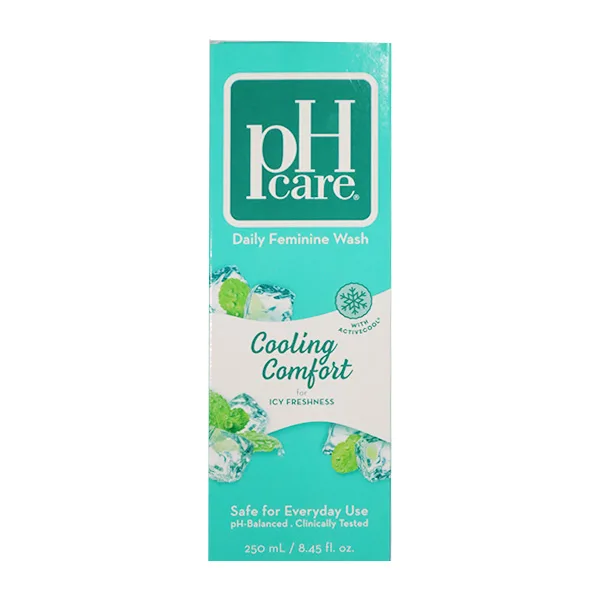 pH
care®
Daily Feminine Wash
WITH
ACTIVECOOL
Cooling
Comfort
for
ICY FRESHNESS
Safe for Everyday Use
pH-Balanced . Clinically Tested
250 mL / 8.45 fl. oz.